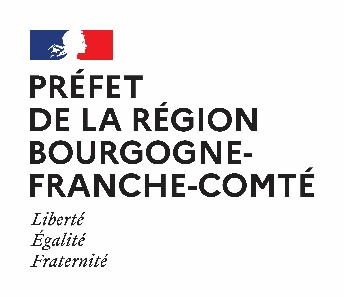 PRÉFET
DE LA RÉGION
BOURGOGNE-
FRANCHE-COMTÉ
Liberté
Égalité
Fraternité